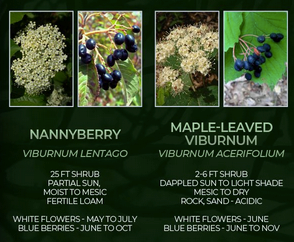 NANNYBERRY
VIBURNUM LENTAGO
25 FT SHRUB
PARTIAL SUN,
MOIST TO MESIC
FERTILE LOAM
WHITE FLOWERS - MAY TO JULY
BLUE BERRIES - JUNE TO OCT
MAPLE-LEAVED
VIBURNUM
VIBURNUM ACERIFOLIUM
2-6 FT SHRUB
DAPPLED SUN TO LIGHT SHADE
MESIC TO DRY
ROCK, SAND - ACIDIC
WHITE FLOWERS - JUNE
BLUE BERRIES - JUNE TO NOV